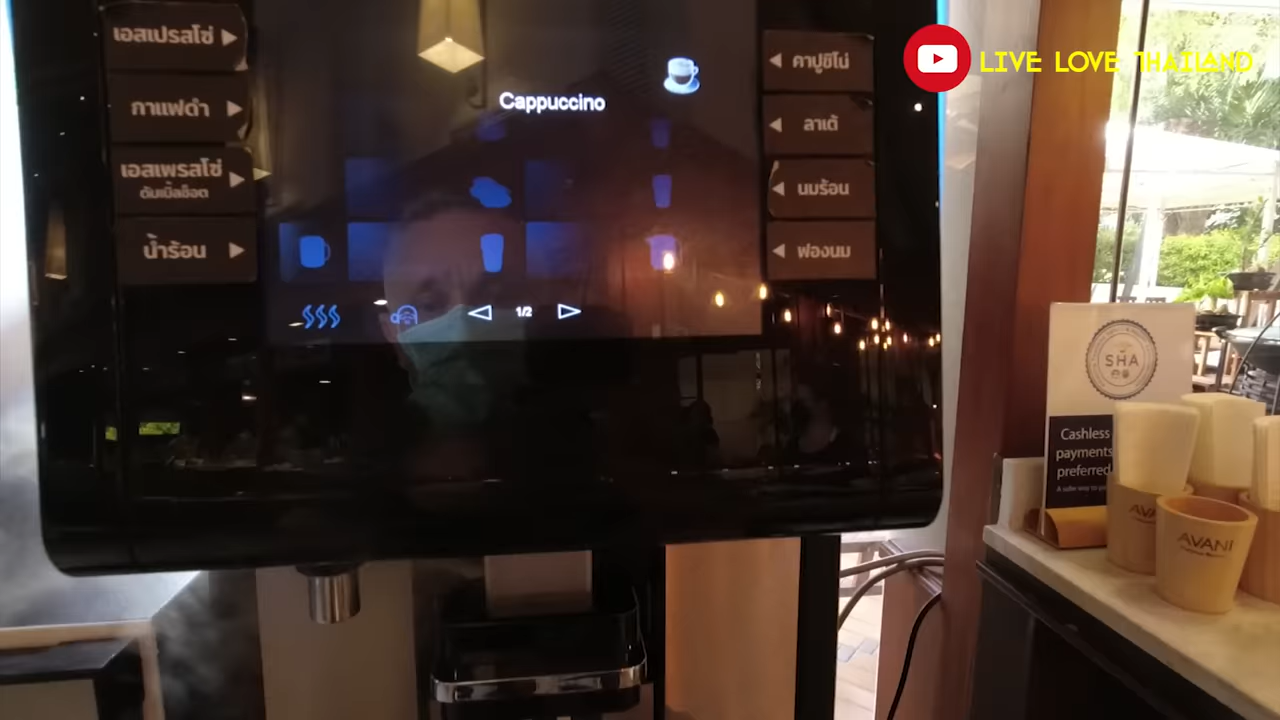 LIVE LOVE THAILAND
เอสเปรสโซ่
กาแฟดำ
เอสเพรสโซ่
ดับเบิ้ลช็อต
น้ำร้อน
Cappuccino
1/2
คาปูชิโน่
ลาเต้
นมร้อน
ฟองนม
SHA
Cashless
payments
preferred
AVANI